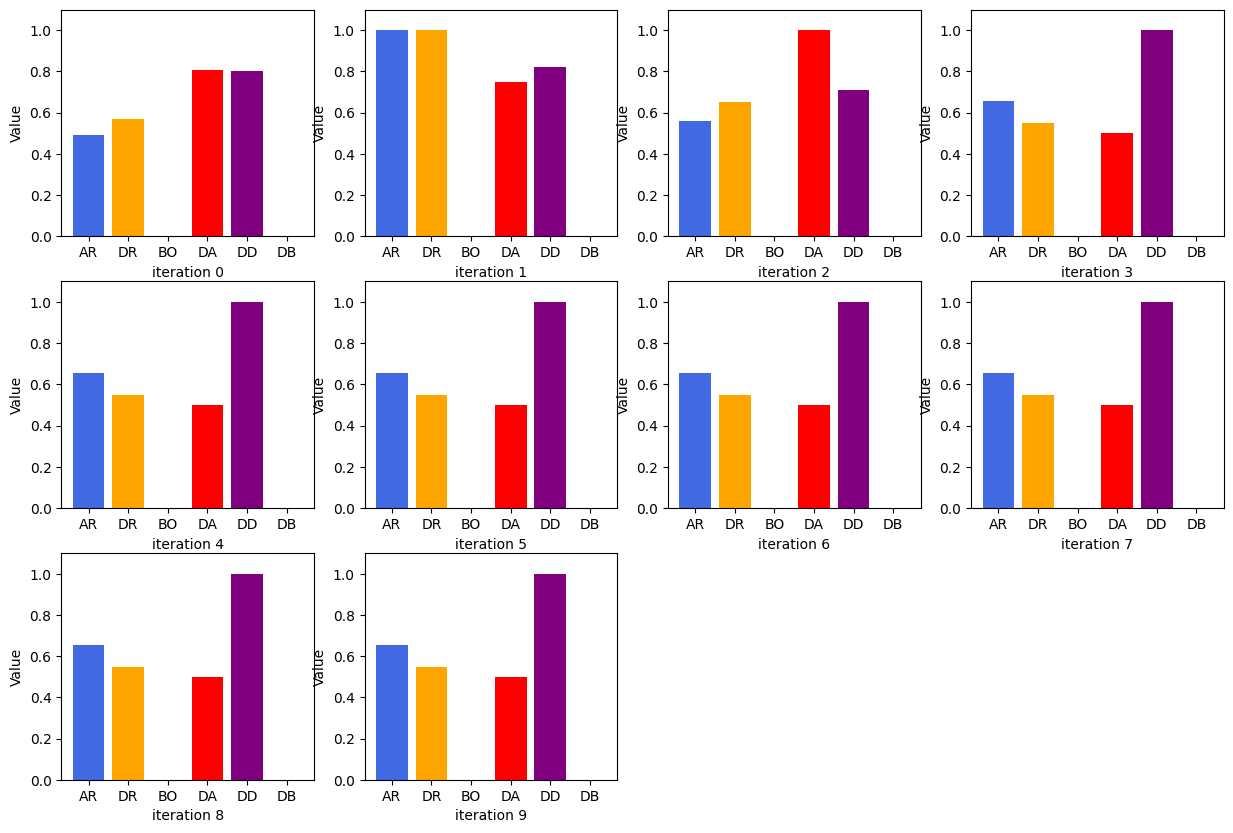 Value
1.0
0.8
0.6
0.4
0.2
0.0
AR DR BO DA DD DB
iteration 0
Value
1.0
0.8
0.6
0.4
0.2
0.0
AR DR BO DA DD DB
iteration 1
Value
1.0
0.8
0.6
0.4
0.2
0.0
AR DR BO DA DD DB
iteration 2
Value
1.0
0.8
0.6
0.4
0.2
0.0
AR DR BO DA DD DB
iteration 3
Value
1.0
0.8
0.6
0.4
0.2
0.0
AR DR BO DA DD DB
iteration 4
Value
1.0
0.8
0.6
0.4
0.2
0.0
AR DR BO DA DD DB
iteration 5
Value
1.0
0.8
0.6
0.4
0.2
0.0
AR DR BO DA DD DB
iteration 6
Value
1.0
0.8
0.6
0.4
0.2
0.0
AR DR BO DA DD DB
iteration 7
Value
1.0
0.8
0.6
0.4
0.2
0.0
AR DR BO DA DD DB
iteration 8
Value
1.0
0.8
0.6
0.4
0.2
0.0
AR DR BO DA DD DB
iteration 9